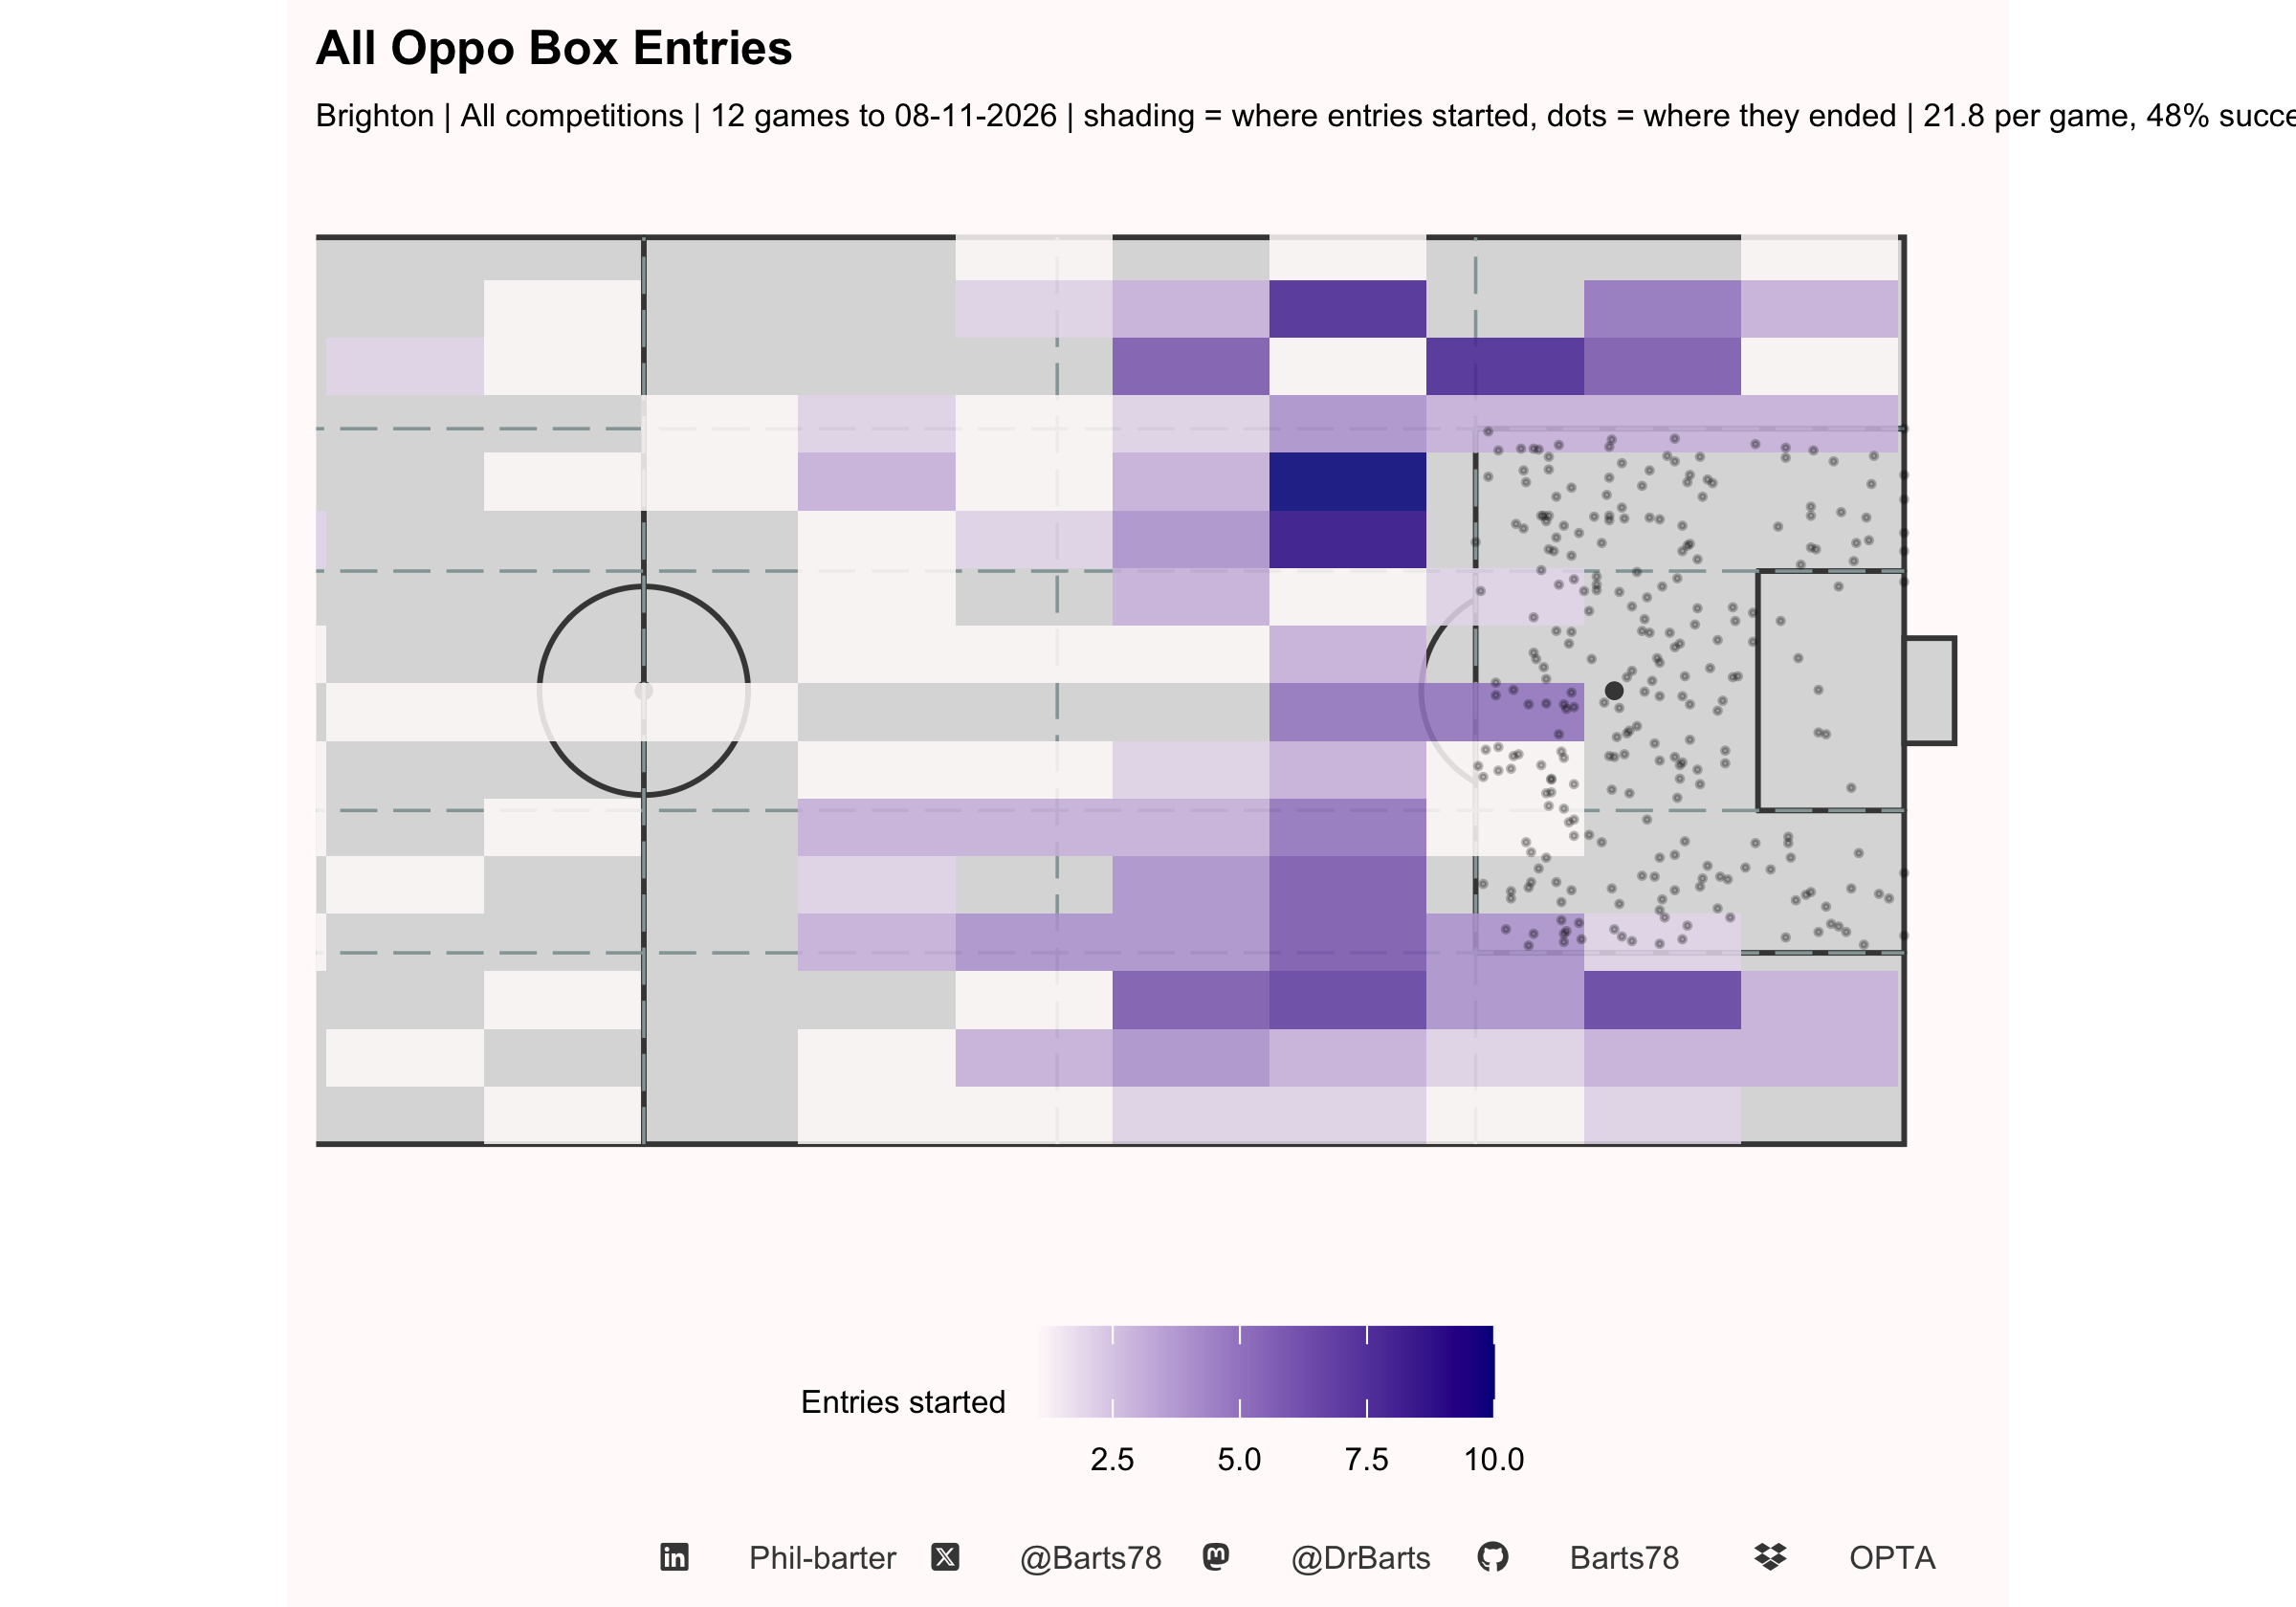 All Oppo Box Entries
Brighton | All competitions | 12 games to 08-11-2026 | shading = where entries started, dots = where they ended | 21.8 per game, 48%
Entries started
2.5 5.0 7.5 10.0
Phil-barter @Barts78 @DrBarts Barts78 OPTA